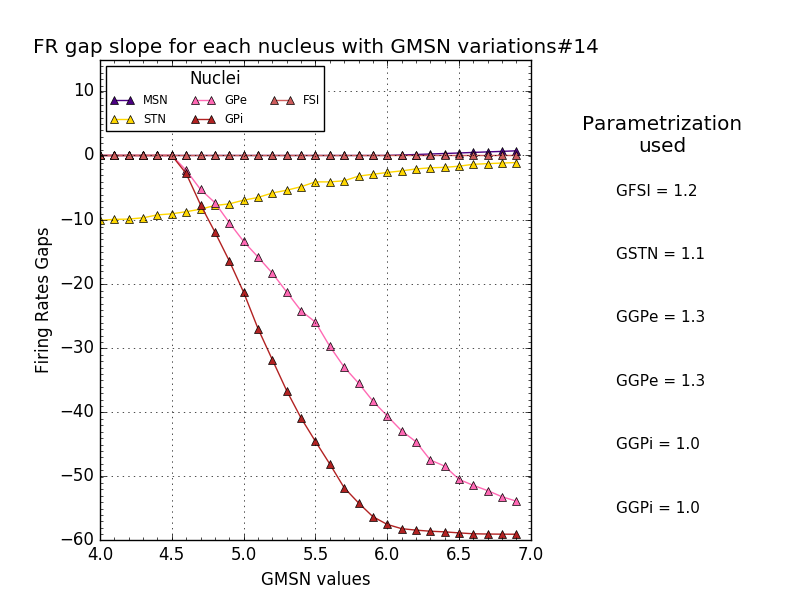 FR gap slope for each nucleus with GMSN variations#14
Nuclei
MSN GPe FSI
STN GPi
10
0
−10
−20
−30
−40
−50
−60
Firing Rates Gaps
4.0 4.5 5.0 5.5 6.0 6.5 7.0
GMSN values
Parametrization
used
GFSI = 1.2
GSTN = 1.1
GGPe = 1.3
GGPe = 1.3
GGPi = 1.0
GGPi = 1.0